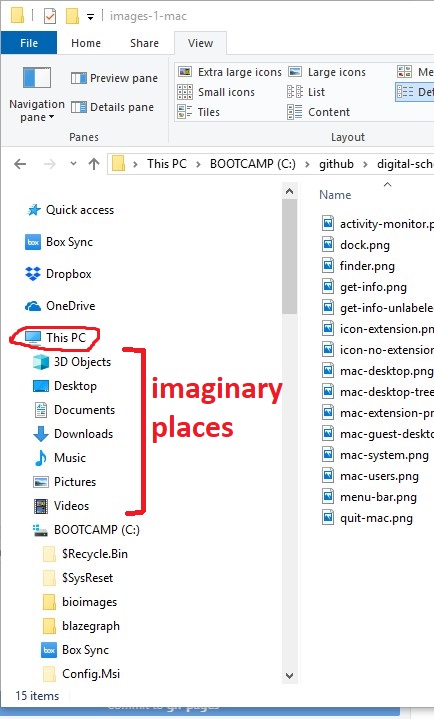 images-1-mac
File Home Share View
Navigation pane
Preview pane
Details pane
Panes
Extra large icons Large icons Me
Small icons List Det
Tiles Content
Layout
This PC > BOOTCAMP (C:) > github > digital-sch
Quick access
Box Sync
Dropbox
OneDrive
This PC
3D Objects
Desktop
Documents
Downloads
Music
Pictures
Videos
BOOTCAMP (C:)
$Recycle.Bin
$SysReset
bioimages
blazegraph
Box Sync
Config.Msi
imaginary
places
Name
activity-monitor.p
dock.png
finder.png
get-info.png
get-info-unlabele
icon-extension.pn
icon-no-extension
mac-desktop.png
mac-desktop-tree
mac-extension-pr
mac-guest-deskto
mac-system.png
mac-users.png
menu-bar.png
quit-mac.png
15 items